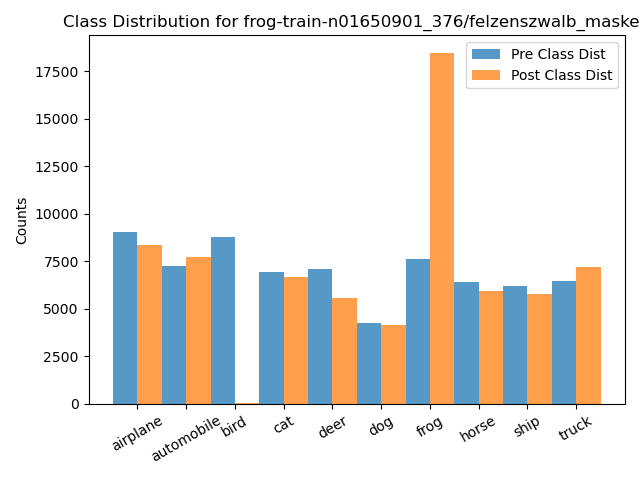 Class Distribution for frog-train-n01650901_376/felzenszwalb_maske
Pre Class Dist
Post Class Dist
Counts
17500
15000
12500
10000
7500
5000
2500
0
airplane
automobile
bird
cat
deer
dog
frog
horse
ship
truck